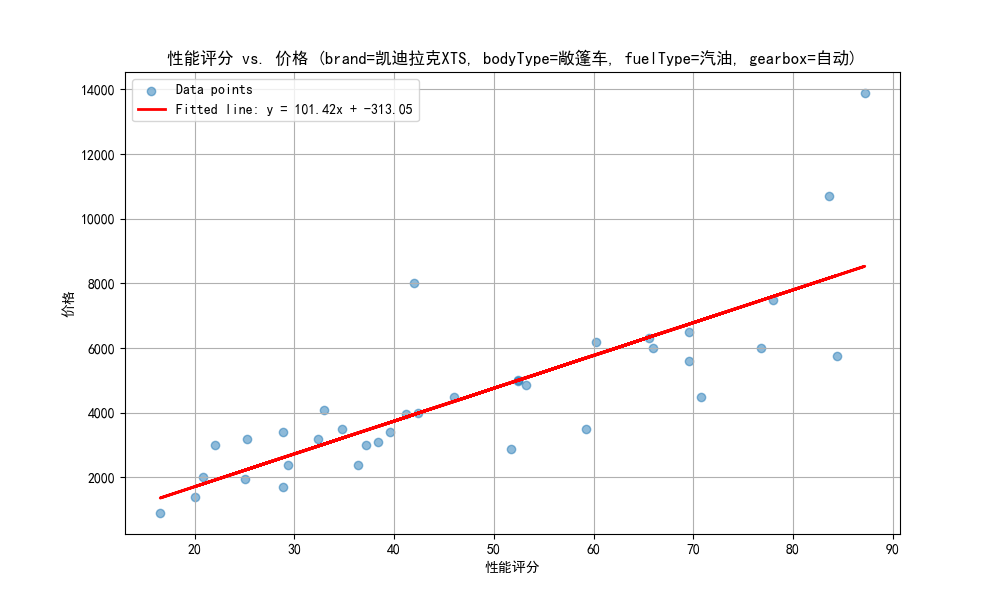 性能评分 vs. 价格 (brand=凯迪拉克XTS, bodyType=敞篷车, fuelType=汽油, gearbox=自动)
Data points
Fitted line: y = 101.42x + -313.05
价格
14000
12000
10000
8000
6000
4000
2000
20 30 40 50 60 70 80 90
性能评分